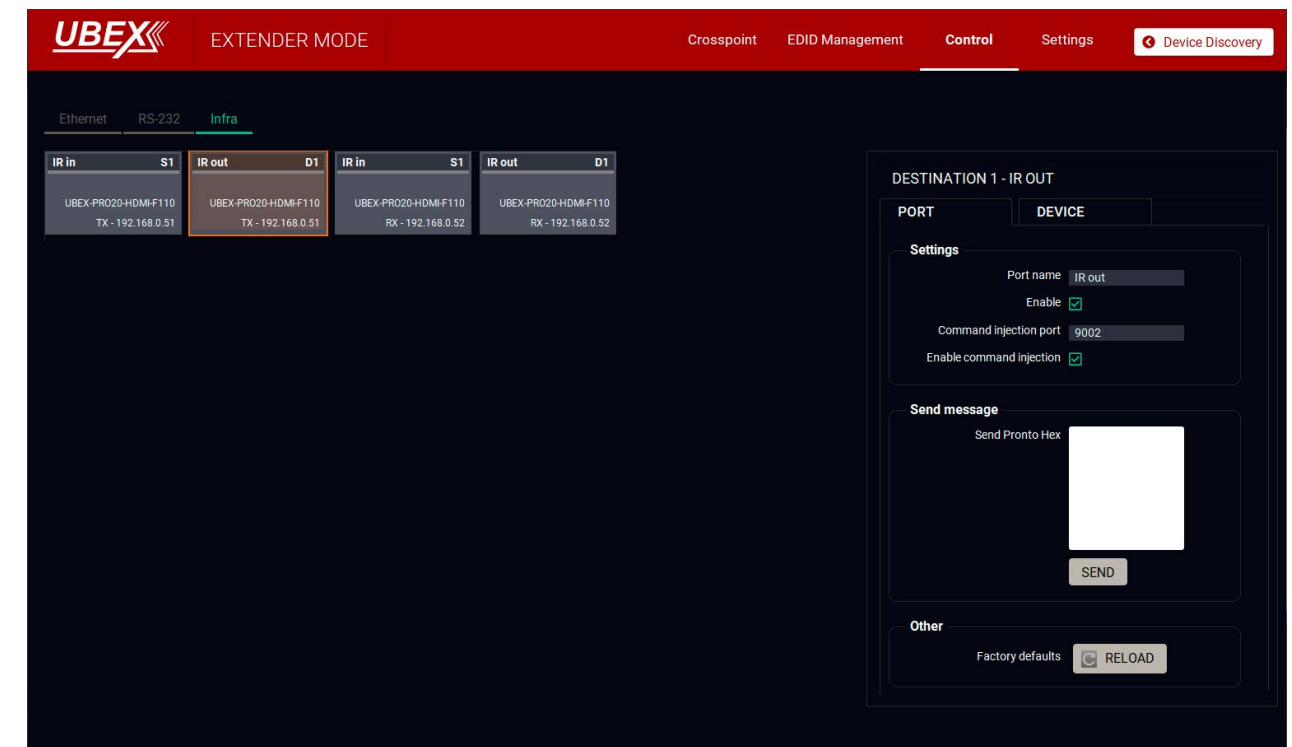 UBEX EXTENDER MODE Crosspoint EDID Management Control Settings Device Discovery
Ethernet RS-232 Infra
IR in S1 IR out D1 IR in S1 IR out D1
UBEX-PRO20-HDMI-F110 UBEX-PRO20-HDMI-F110 UBEX-PRO20-HDMI-F110 UBEX-PRO20-HDMI-F110
TX - 192.168.0.51 TX - 192.168.0.51 RX - 192.168.0.52 RX - 192.168.0.52
DESTINATION 1 - IR OUT
PORT DEVICE
Settings
Port name IR out
Enable
Command injection port 9002
Enable command injection
Send message
Send Pronto Hex
SEND
Other
Factory defaults RELOAD